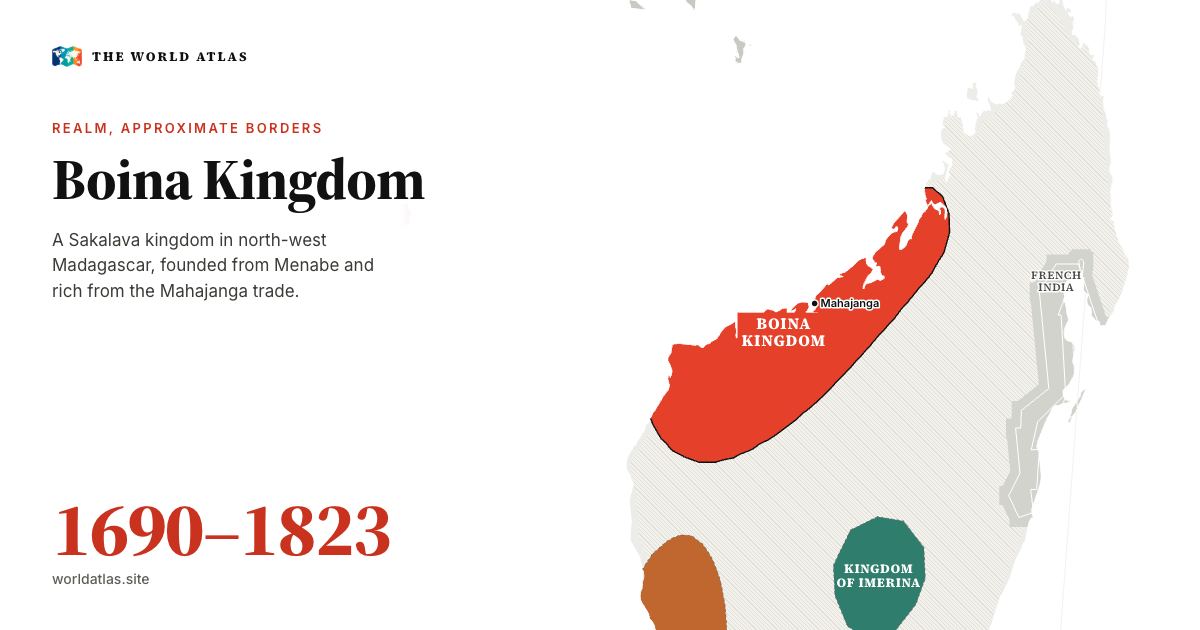 THE WORLD ATLAS
REALM, APPROXIMATE BORDERS
Boina Kingdom
A Sakalava kingdom in north-west
Madagascar, founded from Menabe and
rich from the Mahajanga trade.
1690–1823
worldatlas.site
FRENCH
INDIA
Mahajanga
BOINA
KINGDOM
KINGDOM
OF IMERINA